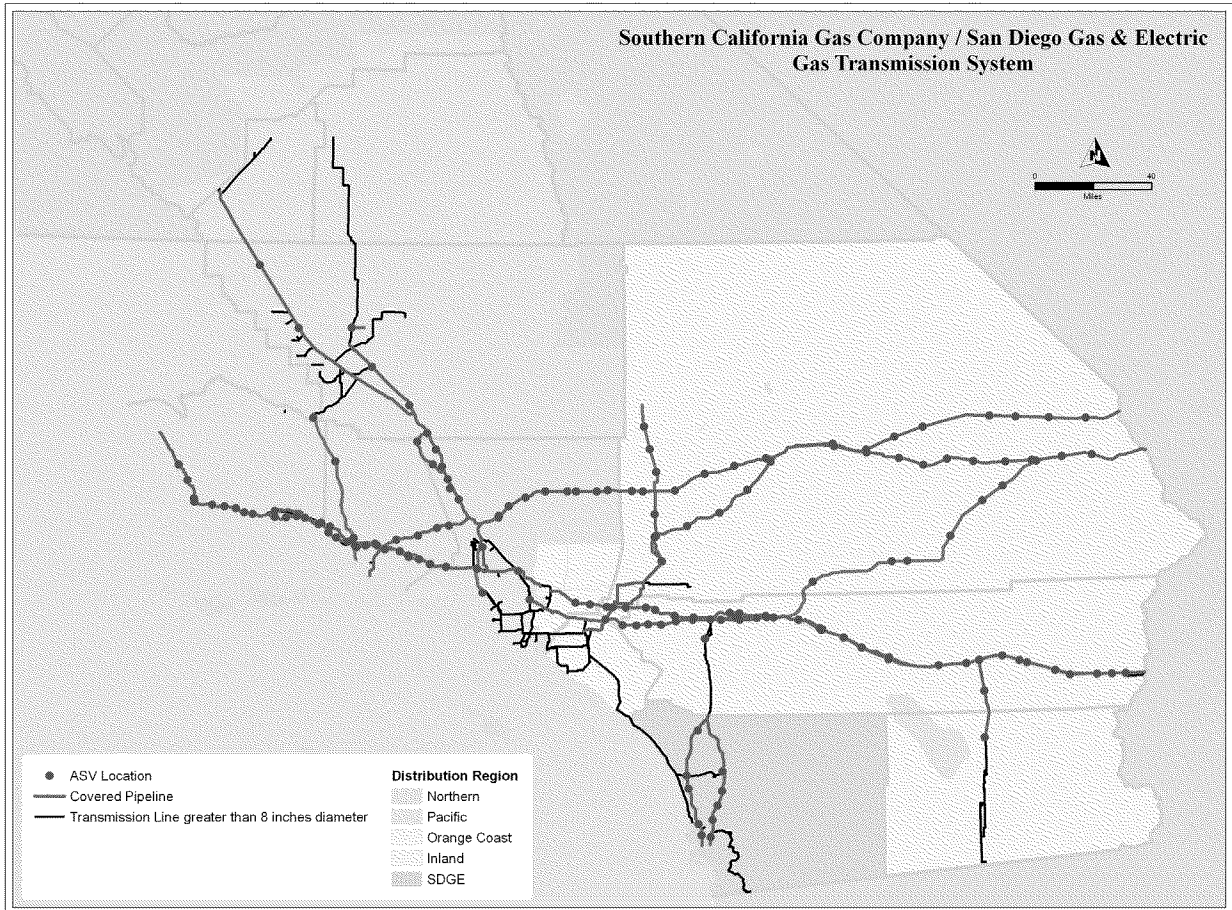 Southern California Gas Company / San Diego Gas & Electric
Gas Transmission System
N
0 40
Miles
ASV Location
Covered Pipeline
Transmission Line greater than 8 inches diameter
Distribution Region
Northern
Pacific
Orange Coast
Inland
SDGE